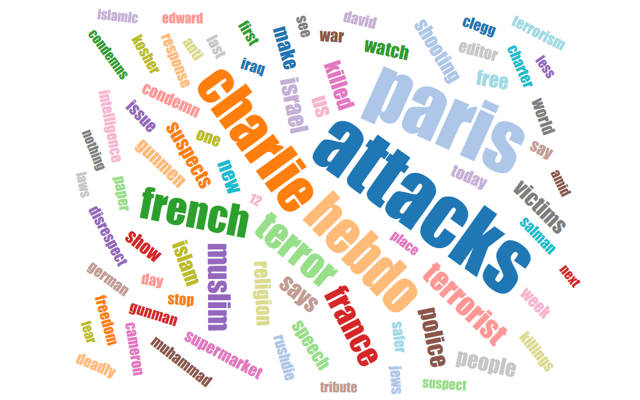 islamic
edward
david
clegg
terrorism
condemns
kosher
response
anti
last
first
make
see
war
watch
shooting
editor
charter
less
iraq
killed
free
paris
world
condemn
charlie
israel
us
attacks
say
intelligence
issue
suspects
one
nothing
gunmen
new
today
amid
laws
paper
french
12
hebdo
victims
disrespect
show
islam
muslim
terror
place
salman
german
day
stop
religion
says
france
terrorist
next
week
freedom
gunman
fear
cameron
muhammad
supermarket
rushdie
speech
safer
police
people
killings
deadly
tribute
jews
suspect